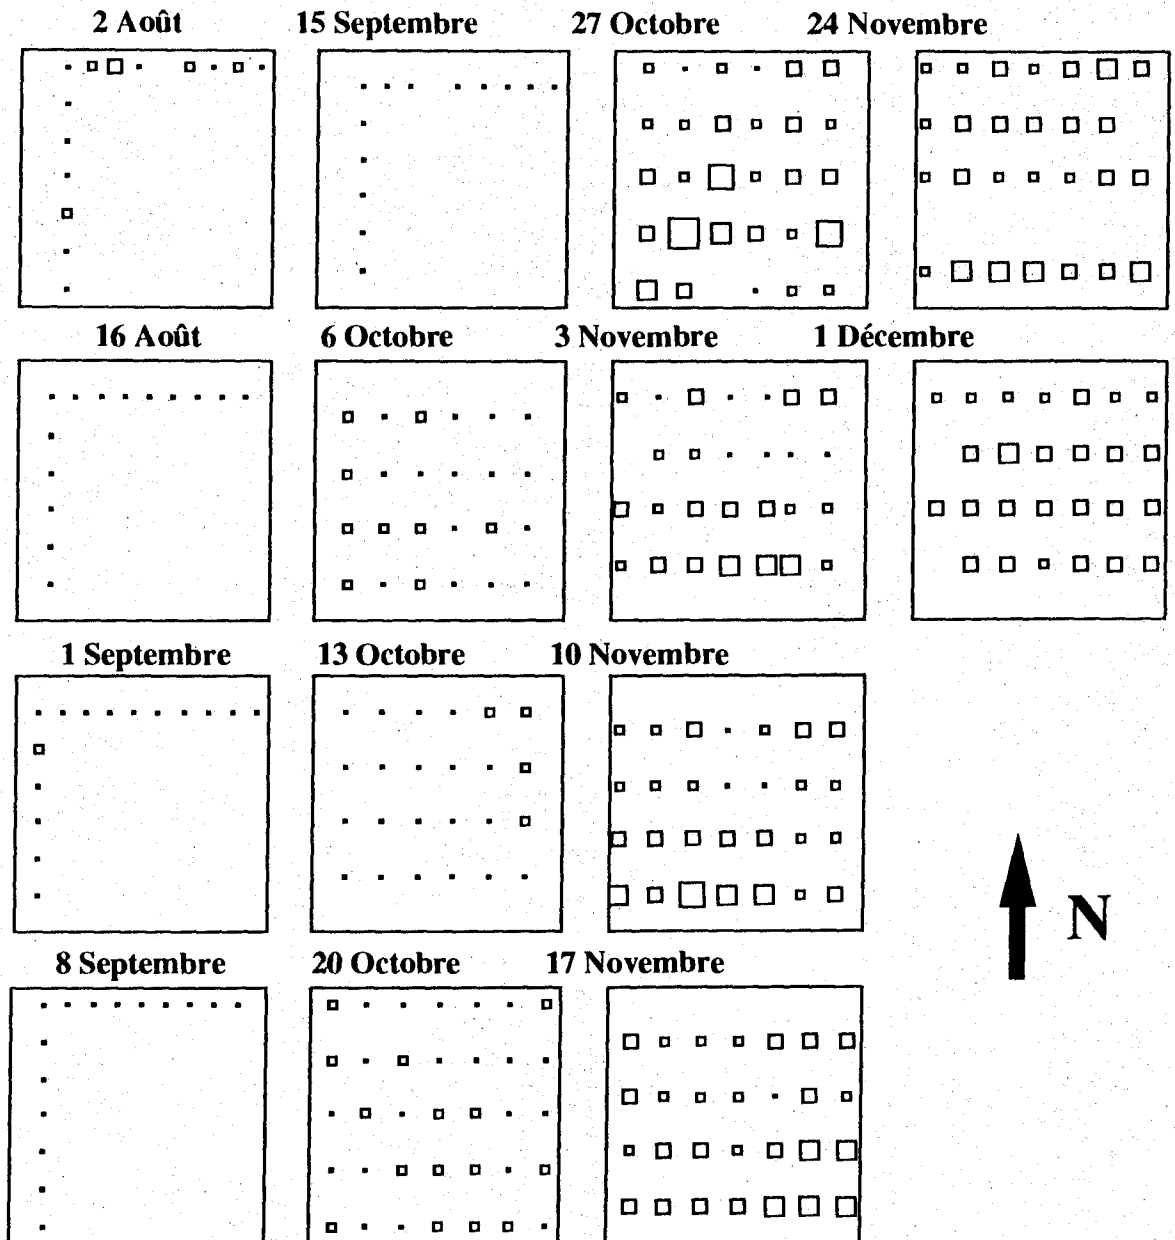 2 Août 15 Septembre 27 Octobre 24 Novembre
16 Août 6 Octobre 3 Novembre 1 Décembre
1 Septembre 13 Octobre 10 Novembre
N
8 Septembre 20 Octobre 17 Novembre